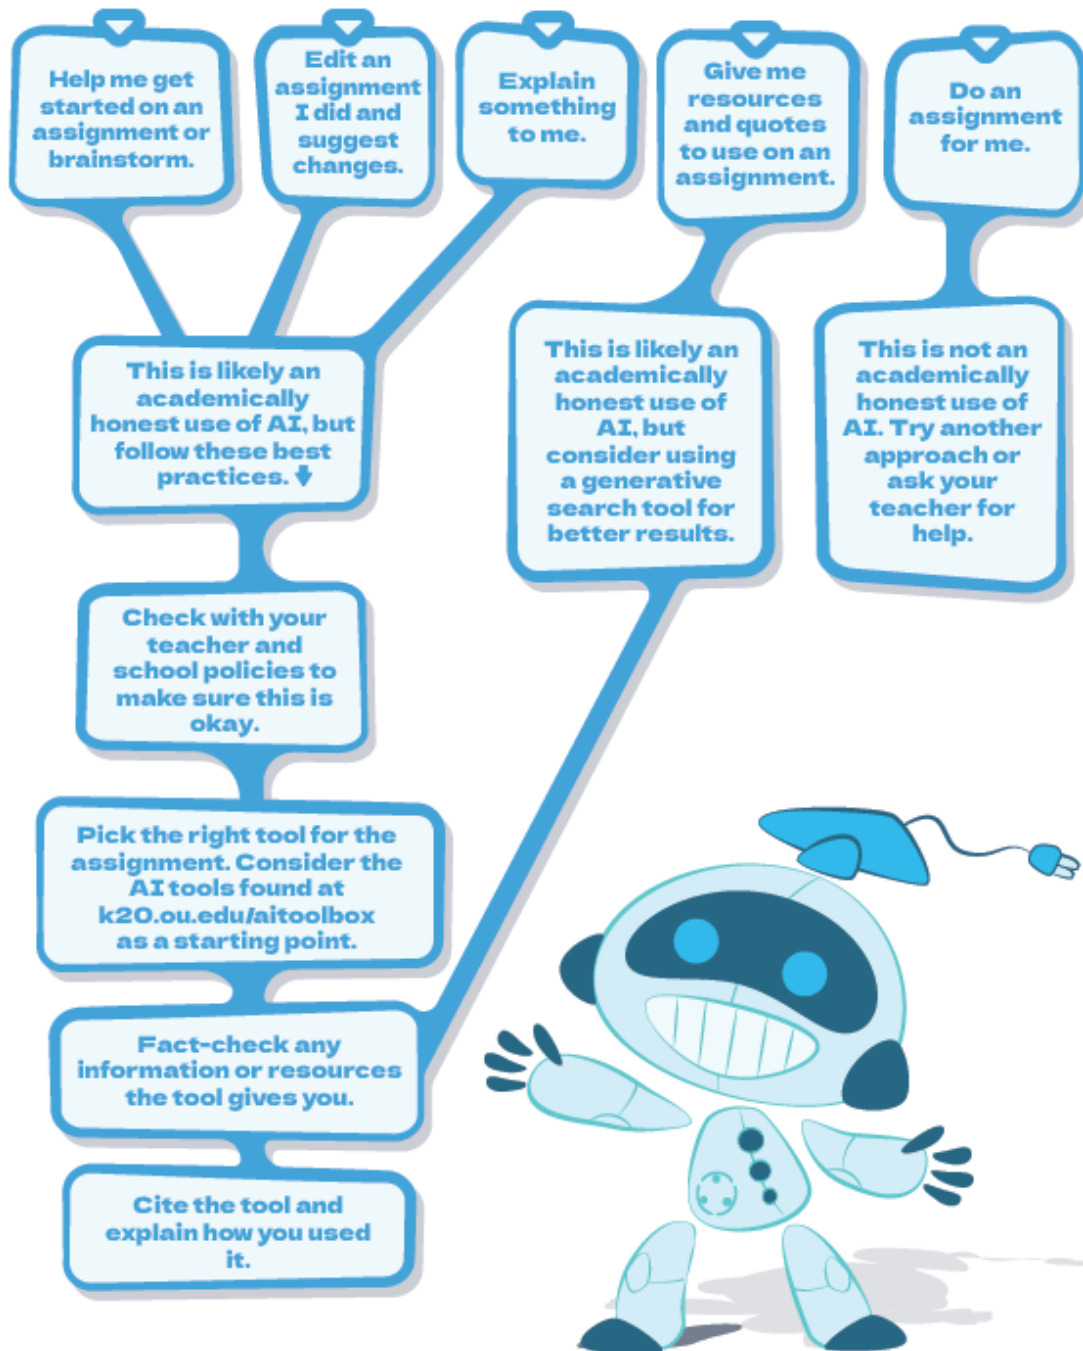 Help me get
started on an
assignment or
brainstorm.
Edit an
assignment
I did and
suggest
changes.
Explain
something
to me.
Give me
resources
and quotes
to use on an
assignment.
Do an
assignment
for me.
This is likely an
academically
honest use of AI, but
follow these best
practices.
This is likely an
academically
honest use of
AI, but
consider using
a generative
search tool for
better results.
This is not an
academically
honest use of
AI. Try another
approach or
ask your
teacher for
help.
Check with your
teacher and
school policies to
make sure this is
okay.
Pick the right tool for the
assignment. Consider the
AI tools found at
k20.ou.edu/aitoolbox
as a starting point.
Fact-check any
information or resources
the tool gives you.
Cite the tool and
explain how you used
it.